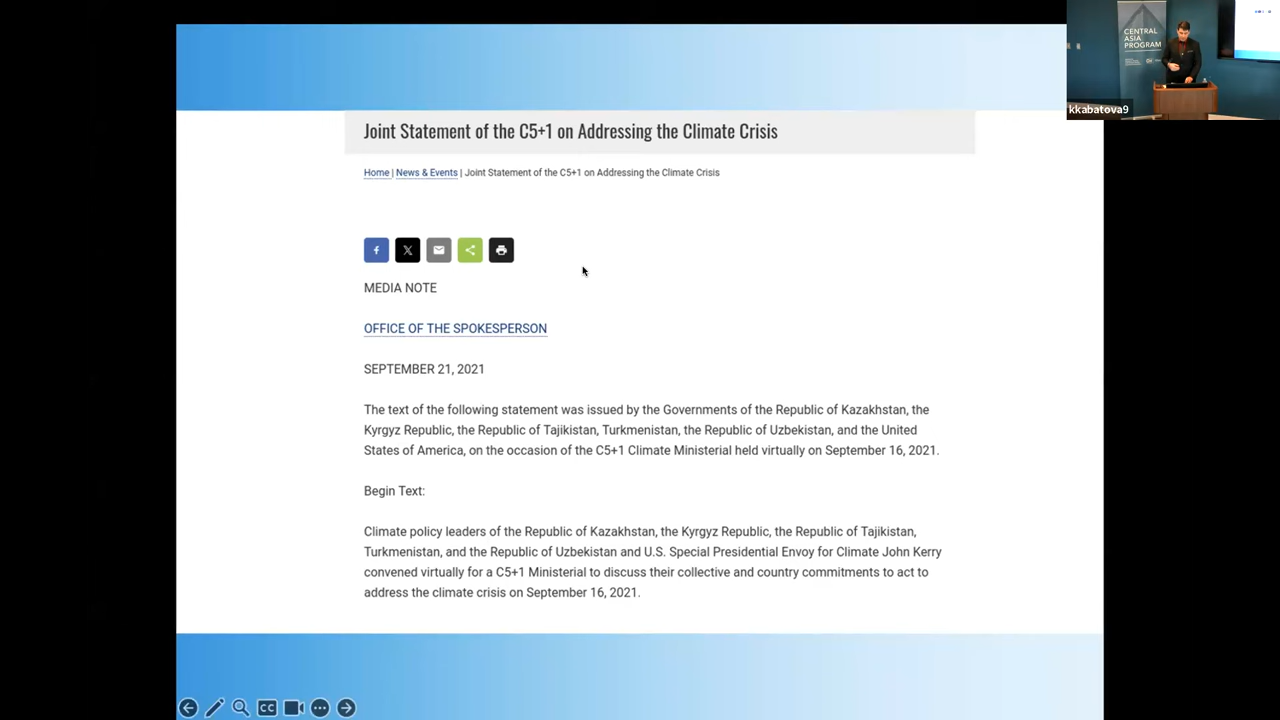 Joint Statement of the C5+1 on Addressing the Climate Crisis
Home | News & Events | Joint Statement of the C5+1 on Addressing the Climate Crisis
MEDIA NOTE
OFFICE OF THE SPOKESPERSON
SEPTEMBER 21, 2021
The text of the following statement was issued by the Governments of the Republic of Kazakhstan, the
Kyrgyz Republic, the Republic of Tajikistan, Turkmenistan, the Republic of Uzbekistan, and the United
States of America, on the occasion of the C5+1 Climate Ministerial held virtually on September 16, 2021.
Begin Text:
Climate policy leaders of the Republic of Kazakhstan, the Kyrgyz Republic, the Republic of Tajikistan,
Turkmenistan, and the Republic of Uzbekistan and U.S. Special Presidential Envoy for Climate John Kerry
convened virtually for a C5+1 Ministerial to discuss their collective and country commitments to act to
address the climate crisis on September 16, 2021.
CC
CENTRAL
ASIA
PROGRAM
kkabatova9